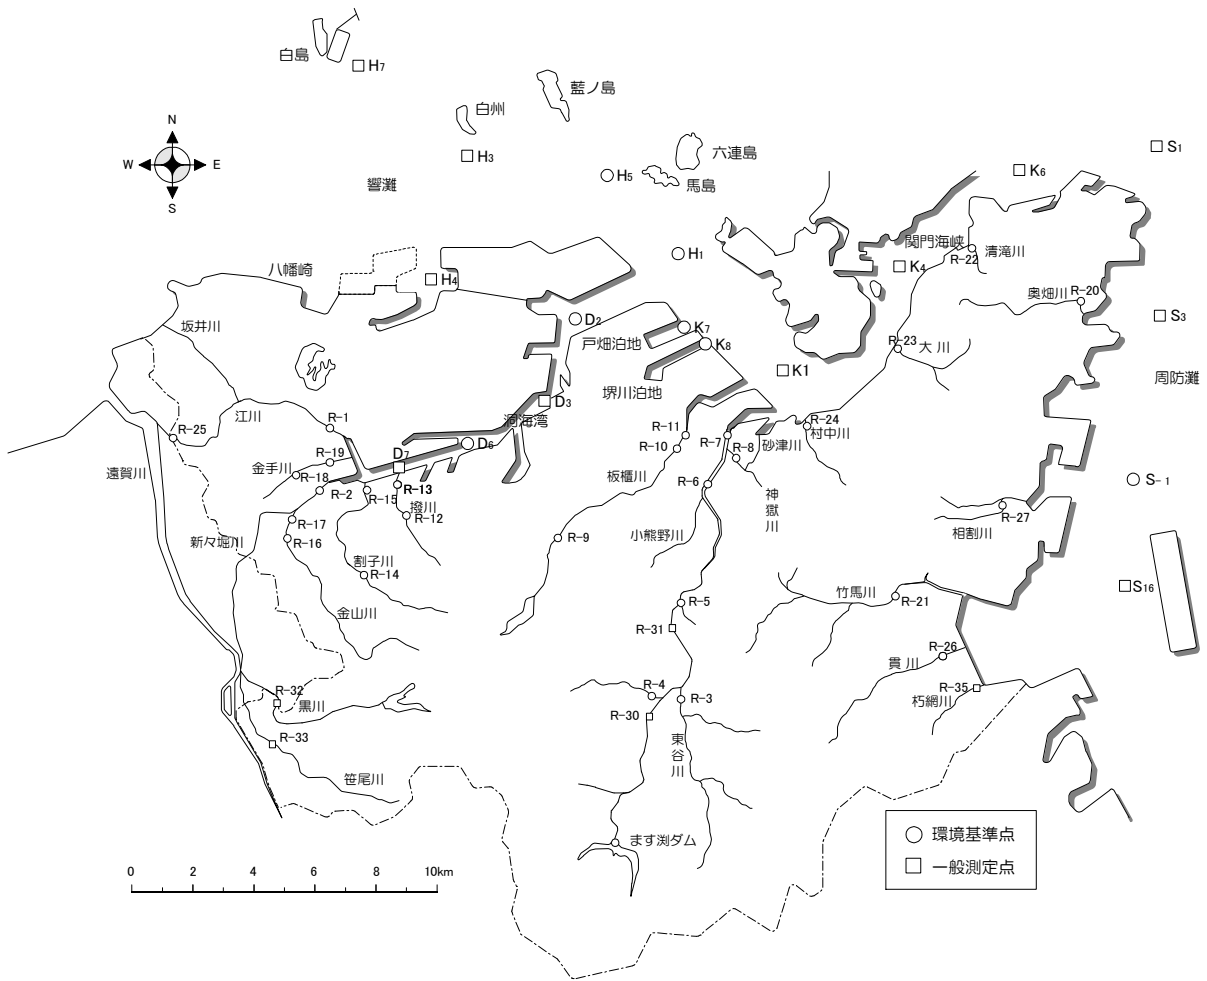 白島
H7
藍ノ島
白州
H3
N
W
E
S
響灘
六連島
H5
馬島
S1
K6
関門海峡
清滝川
R-22
H1
K4
八幡崎
H4
奥畑川
R-20
坂井川
D2
K7
戸畑泊地
K8
S3
R-23
大川
K1
周防灘
堺川泊地
D3
洞海湾
江川
R-1
R-25
R-11
R-10
R-7
砂津川
R-24
村中川
D6
D7
R-8
遠賀川
金手川
R-19
R-18
R-2
R-15
R-13
撥川
R-12
板櫃川
R-6
神嶽川
S-1
R-17
新々堀川
R-16
R-9
小熊野川
R-27
相割川
割子川
R-14
竹馬川
R-21
S16
金山川
R-5
R-31
R-26
貫川
R-32
黒川
R-4
R-3
R-30
R-35
朽網川
R-33
東谷川
笹尾川
ます渕ダム
環境基準点
一般測定点
0 2 4 6 8 10km